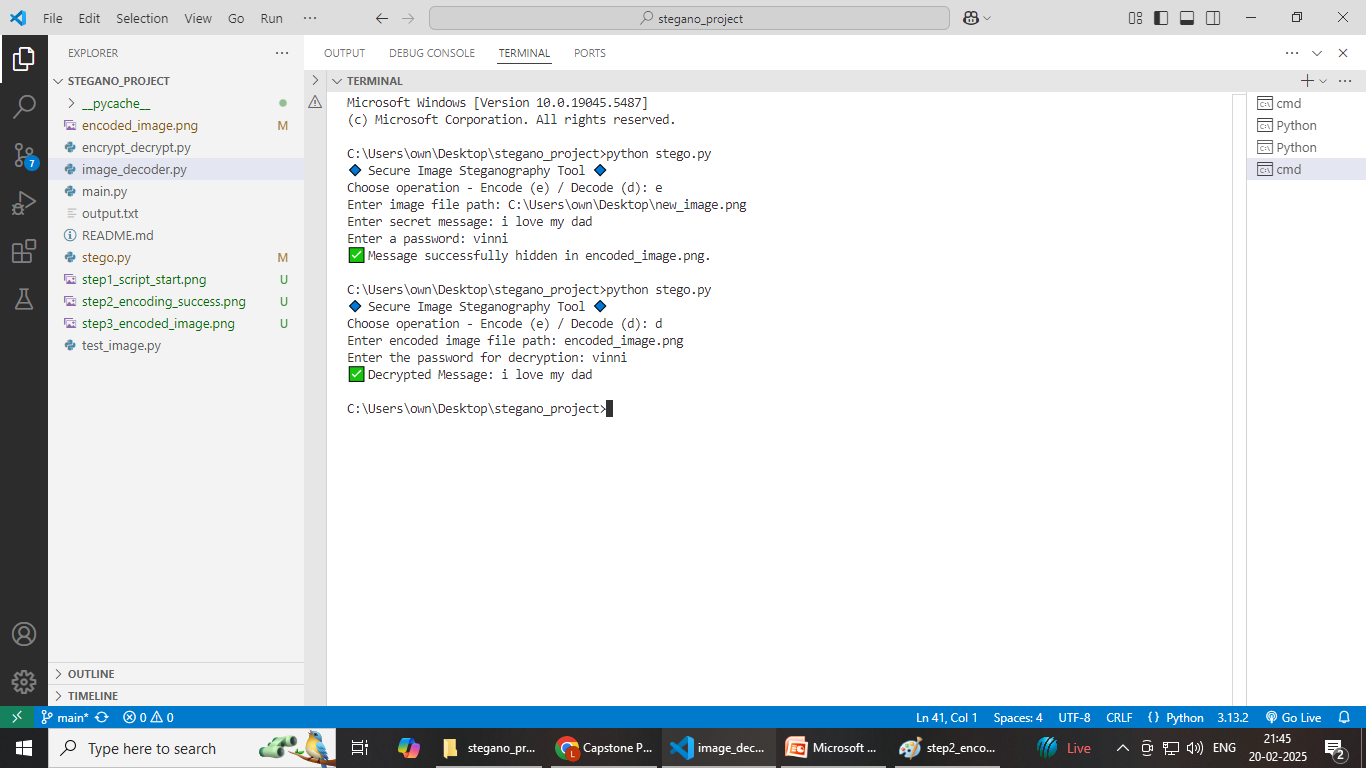 File Edit Selection View Go Run ··· stegano_project
EXPLORER ···
STEGANO_PROJECT
__pycache__
encoded_image.png M
encrypt_decrypt.py
image_decoder.py
main.py
output.txt
README.md
stego.py M
step1_script_start.png U
step2_encoding_success.png U
step3_encoded_image.png U
test_image.py
OUTLINE
TIMELINE
7
OUTPUT DEBUG CONSOLE TERMINAL PORTS ···
TERMINAL ···
Microsoft Windows [Version 10.0.19045.5487]
(c) Microsoft Corporation. All rights reserved.
C:\Users\own\Desktop\stegano_project>python stego.py
🔷 Secure Image Steganography Tool 🔷
Choose operation - Encode (e) / Decode (d): e
Enter image file path: C:\Users\own\Desktop\new_image.png
Enter secret message: i love my dad
Enter a password: vinni
✅ Message successfully hidden in encoded_image.png.
C:\Users\own\Desktop\stegano_project>python stego.py
🔷 Secure Image Steganography Tool 🔷
Choose operation - Encode (e) / Decode (d): d
Enter encoded image file path: encoded_image.png
Enter the password for decryption: vinni
✅ Decrypted Message: i love my dad
C:\Users\own\Desktop\stegano_project>
cmd
Python
Python
cmd
main* 0 0 Ln 41, Col 1 Spaces: 4 UTF-8 CRLF {} Python 3.13.2 Go Live
Type here to search stegano_pr... Capstone P... image_dec... Microsoft ... step2_enco... Live ENG 21:45
20-02-2025 2